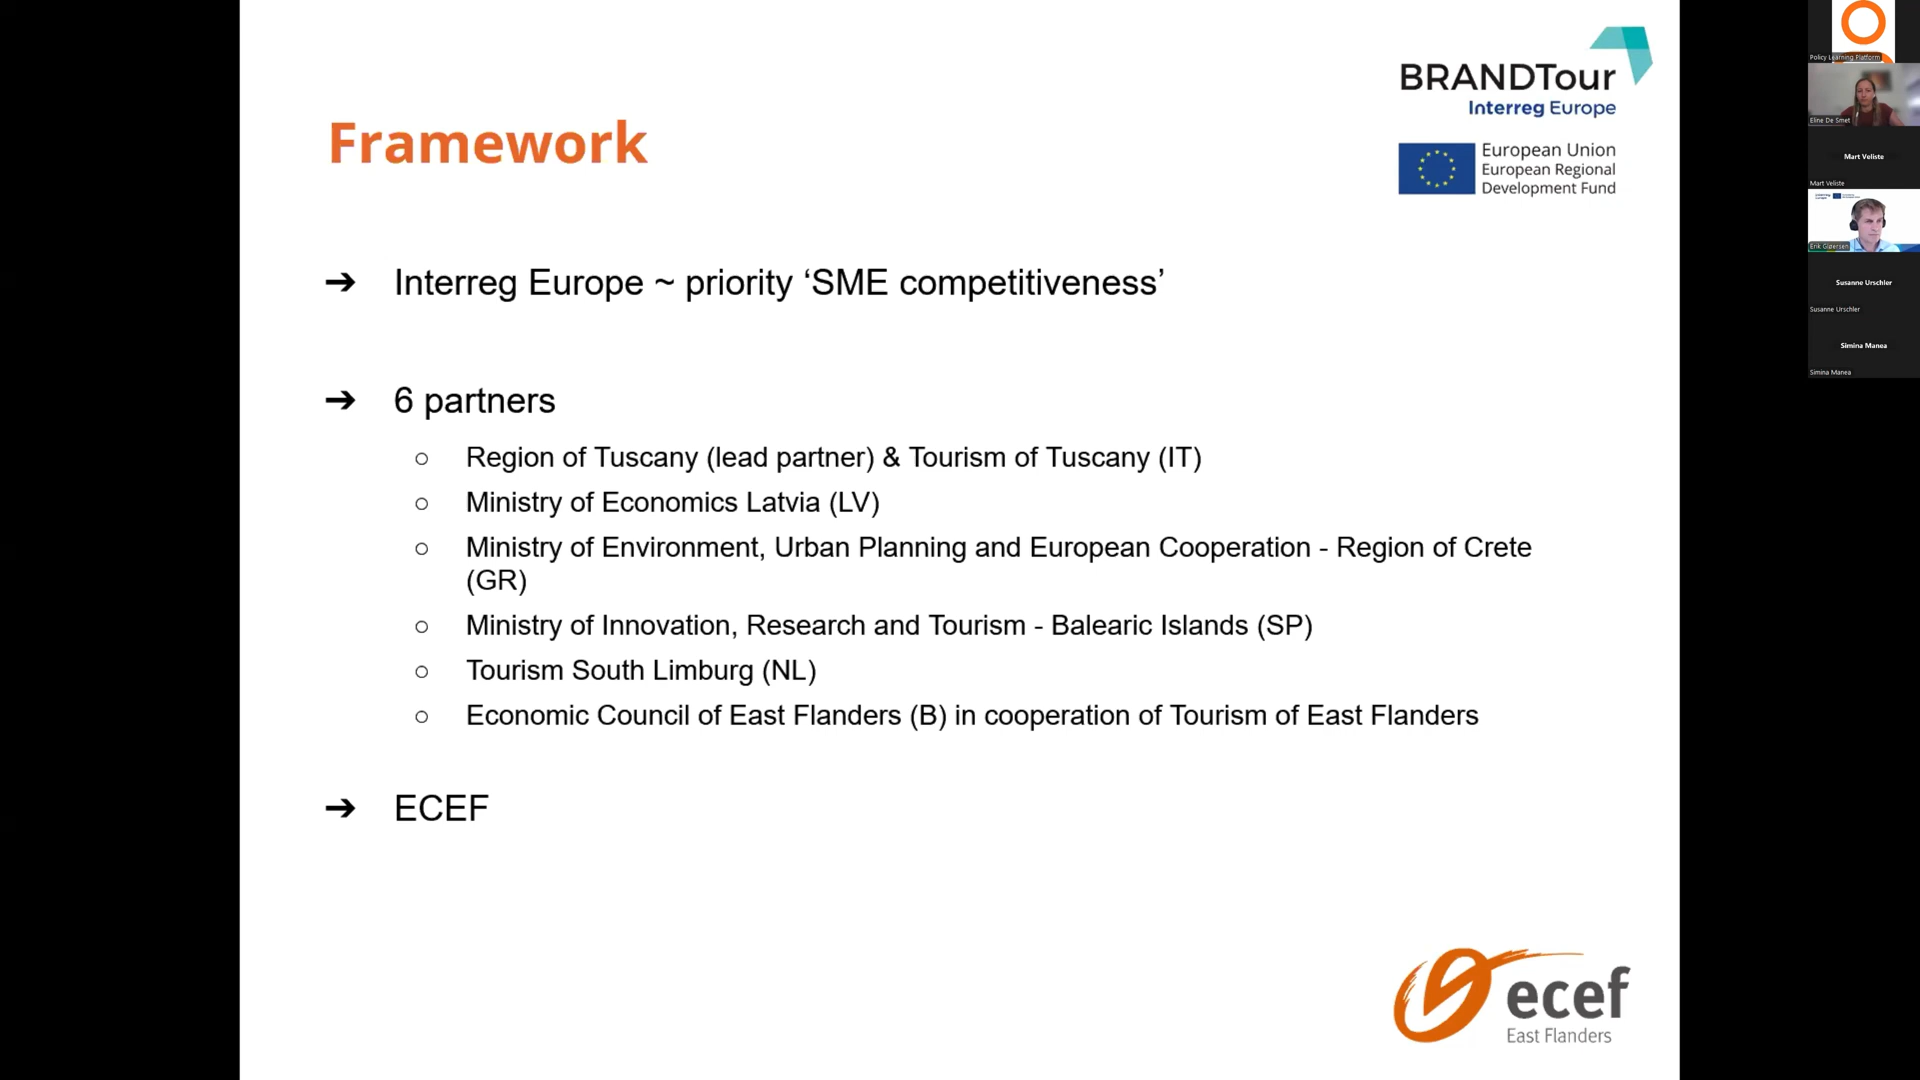 Framework
BRANDTour
Interreg Europe
European Union
European Regional
Development Fund
➔ Interreg Europe ~ priority ‘SME competitiveness’
➔ 6 partners
○ Region of Tuscany (lead partner) & Tourism of Tuscany (IT)
○ Ministry of Economics Latvia (LV)
○ Ministry of Environment, Urban Planning and European Cooperation - Region of Crete
(GR)
○ Ministry of Innovation, Research and Tourism - Balearic Islands (SP)
○ Tourism South Limburg (NL)
○ Economic Council of East Flanders (B) in cooperation of Tourism of East Flanders
➔ ECEF
ecef
East Flanders
Policy Learning Platform
Eline De Smet
Mart Veliste
Mart Veliste
Erik Gløersen
Susanne Urschler
Susanne Urschler
Simina Manea
Simina Manea